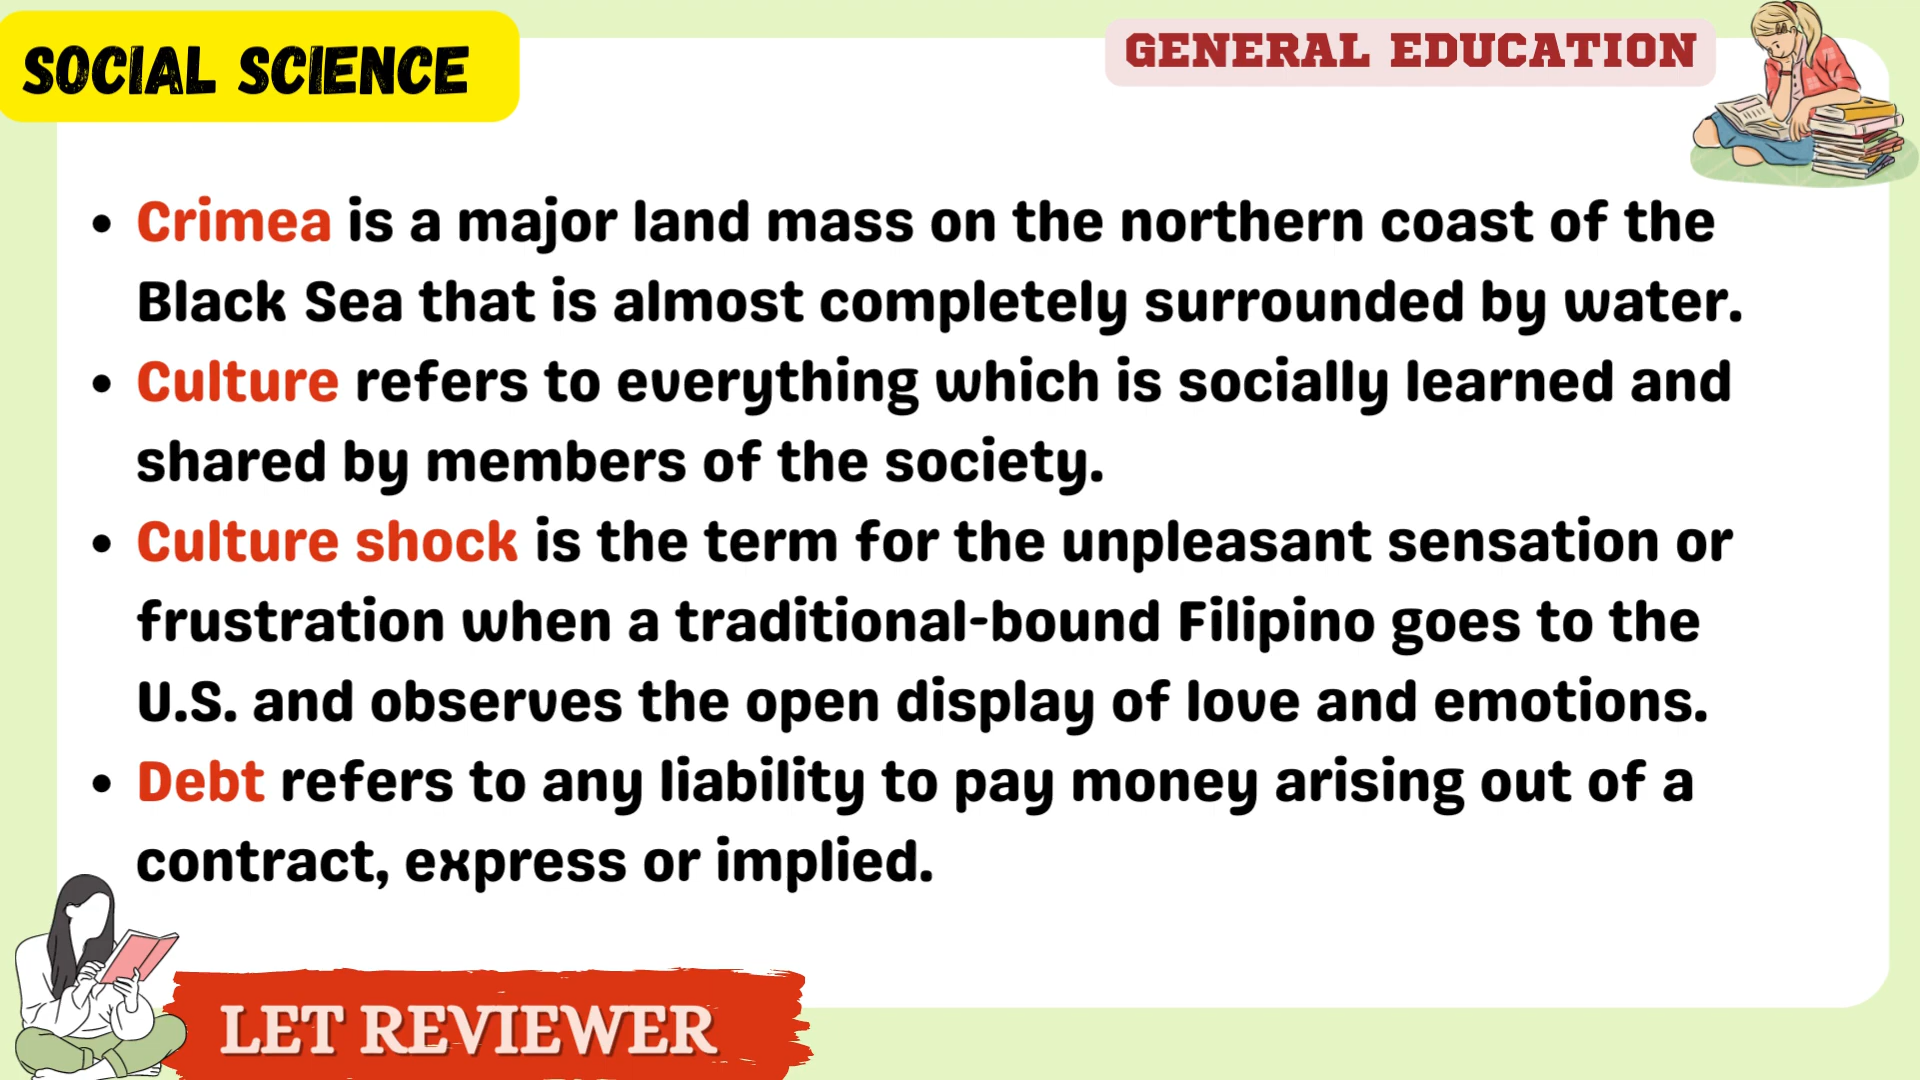 SOCIAL SCIENCE
GENERAL EDUCATION
• Crimea is a major land mass on the northern coast of the
Black Sea that is almost completely surrounded by water.
• Culture refers to everything which is socially learned and
shared by members of the society.
• Culture shock is the term for the unpleasant sensation or
frustration when a traditional-bound Filipino goes to the
U.S. and observes the open display of love and emotions.
• Debt refers to any liability to pay money arising out of a
contract, express or implied.
LET REVIEWER